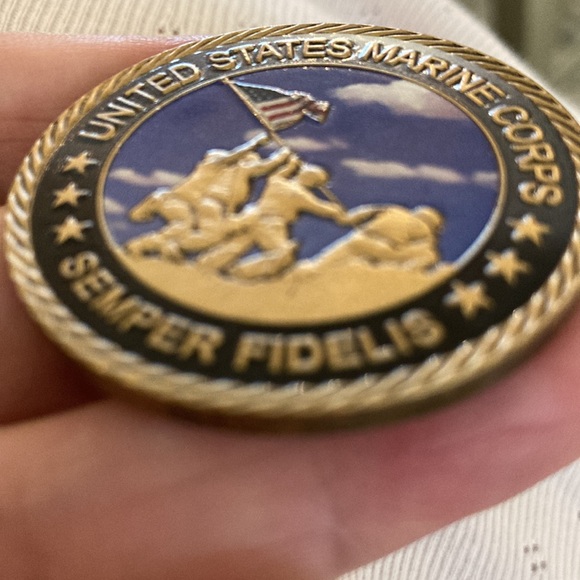 UNITED STATES MARINE CORPS
SEMPER FIDELIS